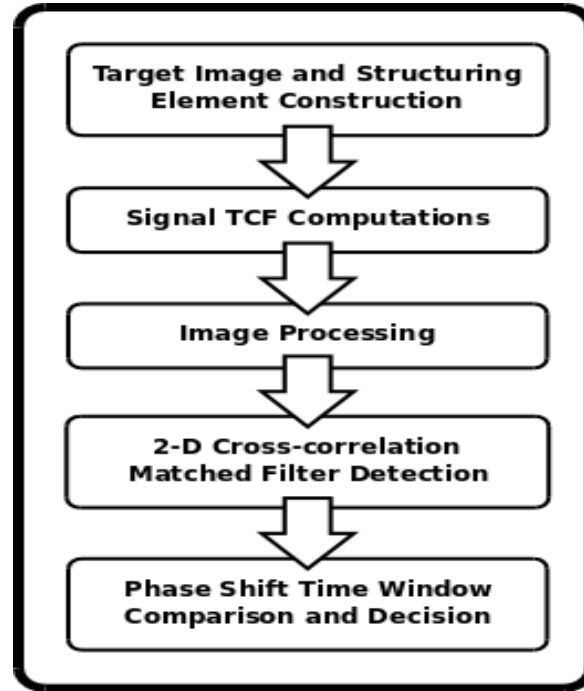 Target Image and Structuring
Element Construction
Signal TCF Computations
Image Processing
2-D Cross-correlation
Matched Filter Detection
Phase Shift Time Window
Comparison and Decision